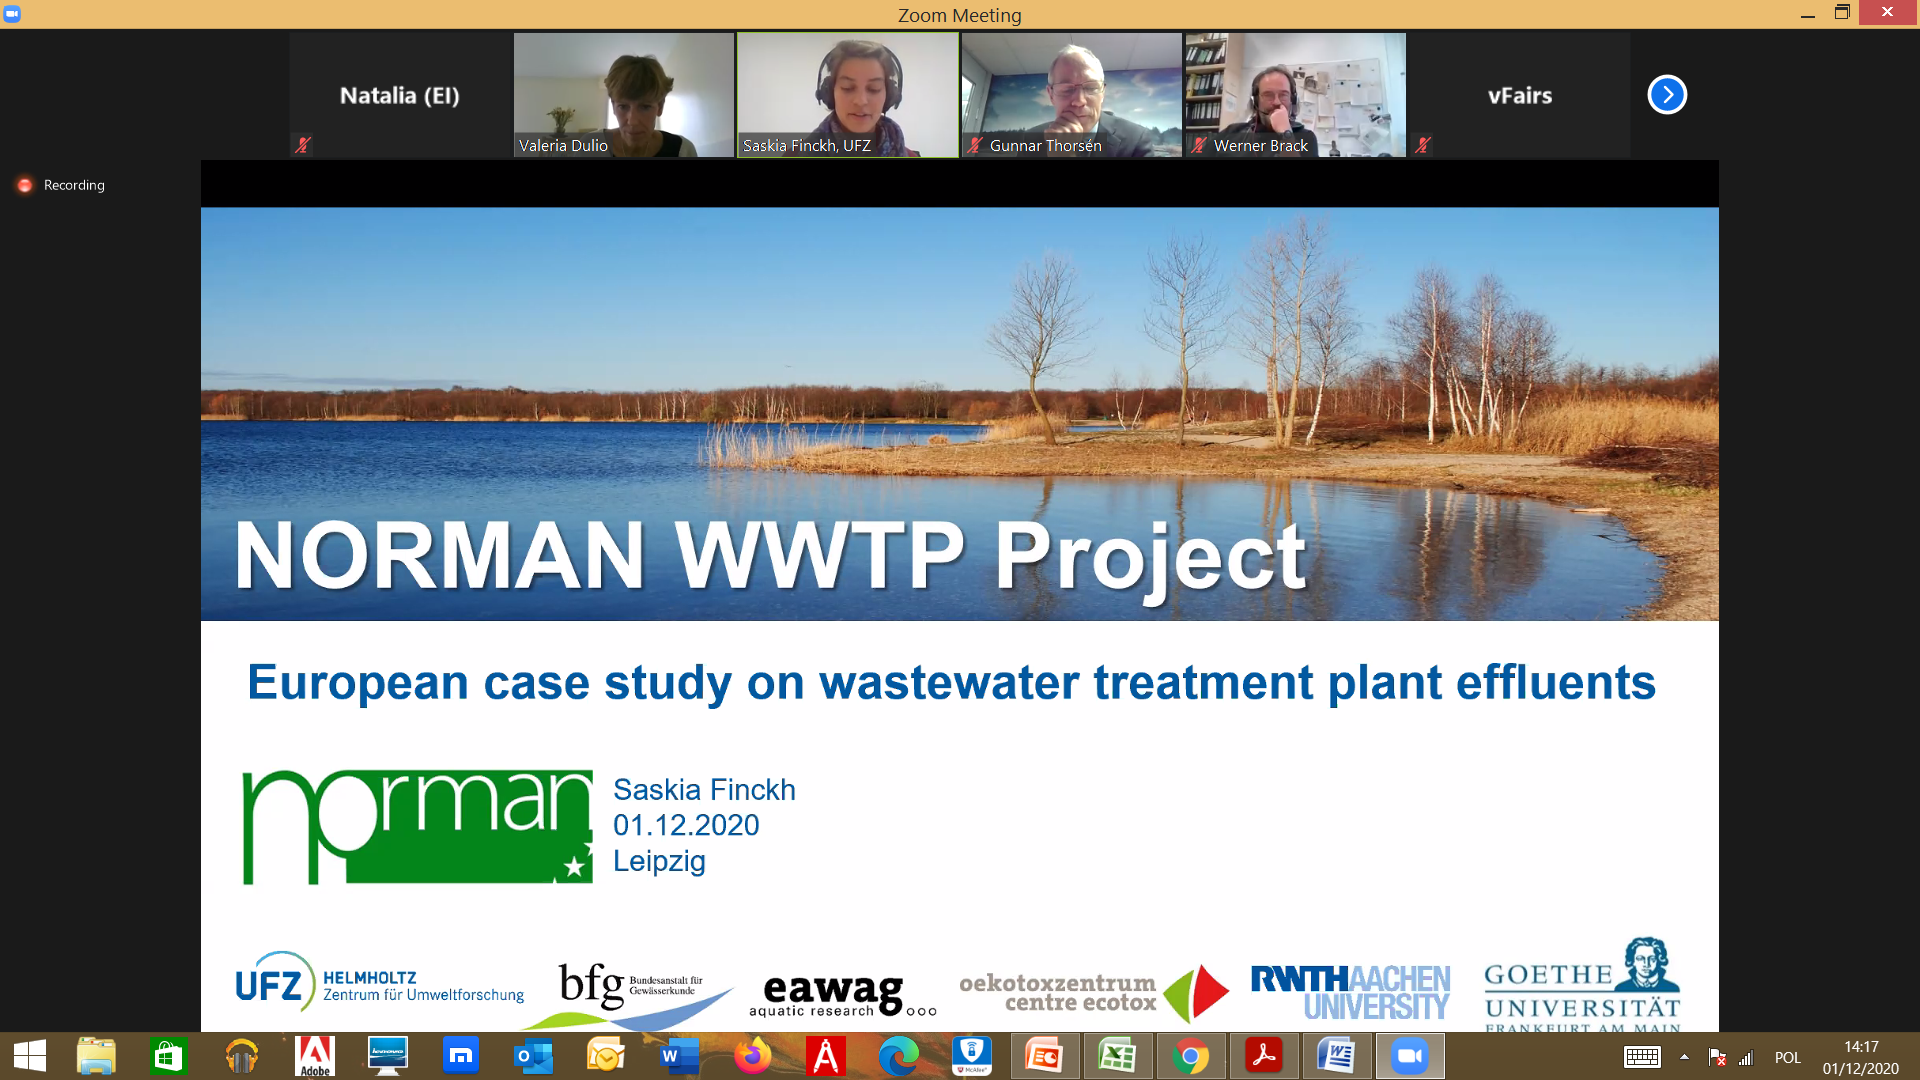 Zoom Meeting
Natalia (EI)
Valeria Dulio
Saskia Finckh, UFZ
Gunnar Thorsén
Werner Brack
vFairs
Recording
NORMAN WWTP Project
European case study on wastewater treatment plant effluents
norman
Saskia Finckh
01.12.2020
Leipzig
UFZ HELMHOLTZ
Zentrum für Umweltforschung
bfg Bundesanstalt für
Gewässerkunde
eawag
aquatic research
oekotoxzentrum
centre ecotox
RWTHAACHEN
UNIVERSITY
GOETHE
UNIVERSITÄT
FRANKFURT AM MAIN
Adobe
lenovo
McAfee
POL
14:17
01/12/2020